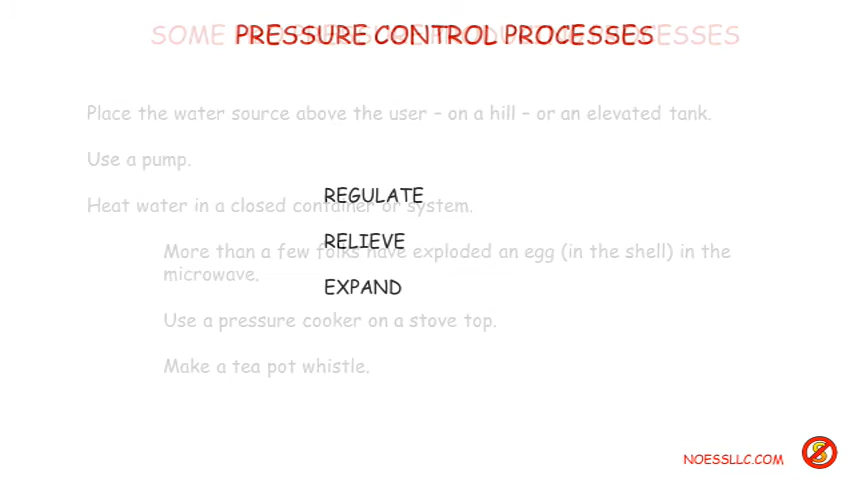 PRESSURE CONTROL PROCESSES
Place the water source above the user – on a hill – or an elevated tank.
Use a pump.
REGULATE
Heat water in a closed container or system.
RELIEVE
More than a few folks have exploded an egg (in the shell) in the
microwave.
EXPAND
Use a pressure cooker on a stove top.
Make a tea pot whistle.
NOESSLLC.COM
S